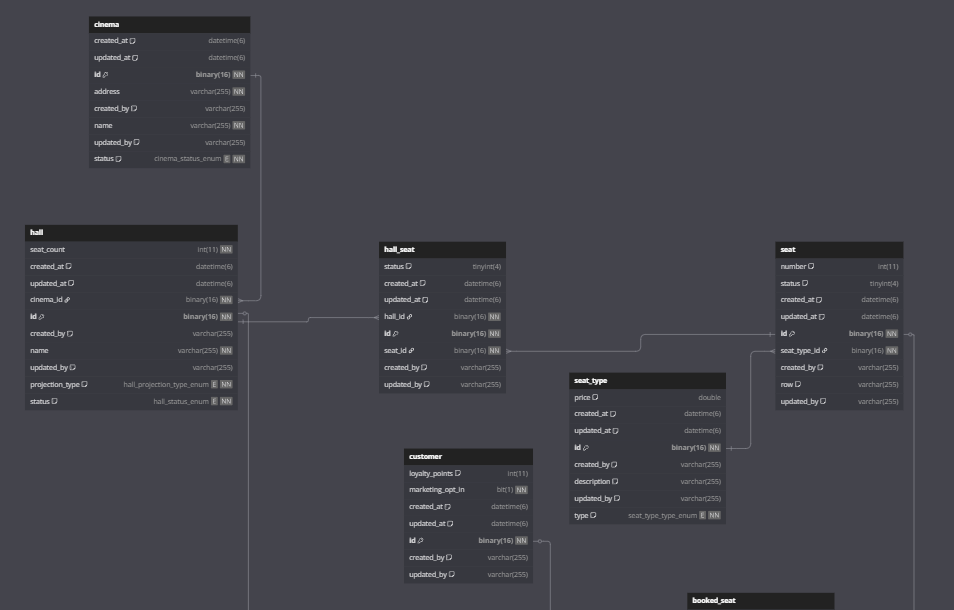 cinema
created_at datetime(6)
updated_at datetime(6)
id binary(16) NN
address varchar(255) NN
created_by varchar(255)
name varchar(255) NN
updated_by varchar(255)
status cinema_status_enum E NN
hall
seat_count int(11) NN
created_at datetime(6)
updated_at datetime(6)
cinema_id binary(16) NN
id binary(16) NN
created_by varchar(255)
name varchar(255) NN
updated_by varchar(255)
projection_type hall_projection_type_enum E NN
status hall_status_enum E NN
hall_seat
status tinyint(4)
created_at datetime(6)
updated_at datetime(6)
hall_id binary(16) NN
id binary(16) NN
seat_id binary(16) NN
created_by varchar(255)
updated_by varchar(255)
seat
number int(11)
status tinyint(4)
created_at datetime(6)
updated_at datetime(6)
id binary(16) NN
seat_type_id binary(16) NN
created_by varchar(255)
row varchar(255)
updated_by varchar(255)
seat_type
price double
created_at datetime(6)
updated_at datetime(6)
id binary(16) NN
created_by varchar(255)
description varchar(255)
updated_by varchar(255)
type seat_type_type_enum E NN
customer
loyalty_points int(11)
marketing_opt_in bit(1) NN
created_at datetime(6)
updated_at datetime(6)
id binary(16) NN
created_by varchar(255)
updated_by varchar(255)
booked_seat